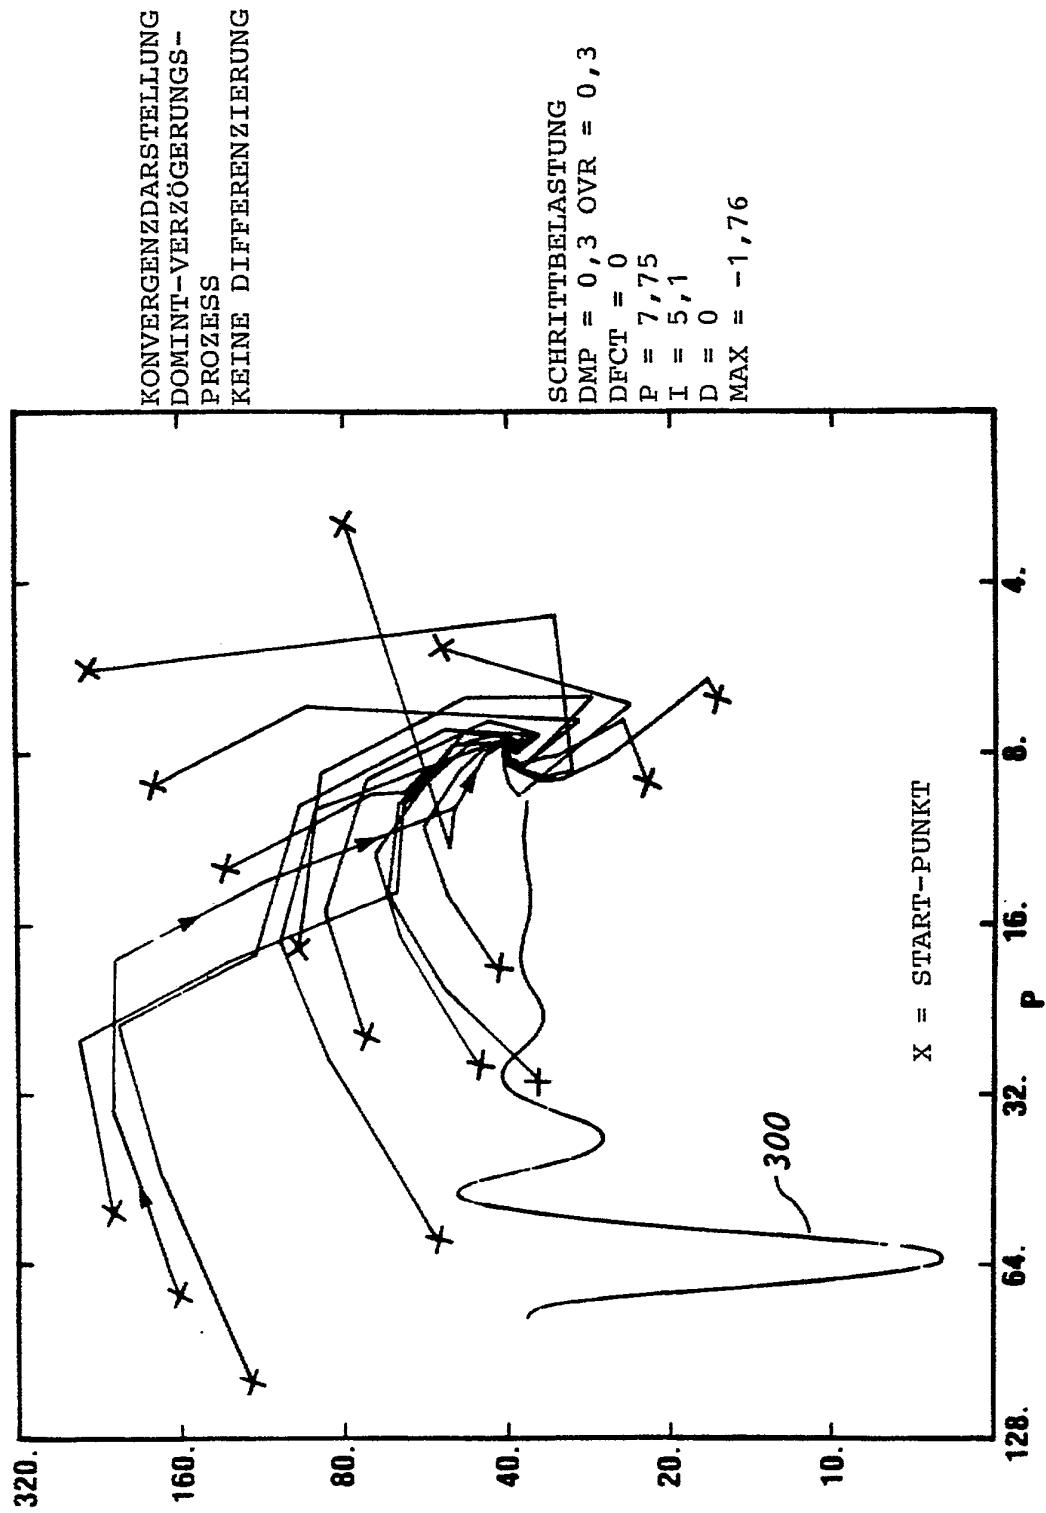 KONVERGENZDARSTELLUNG
DOMINT-VERZÖGERUNGS-
PROZESS
KEINE DIFFERENZIERUNG
SCHRITTBELASTUNG
DMP = 0,3 OVR = 0,3
DFCT = 0
P = 7,75
I = 5,1
D = 0
MAX = -1,76
320.
160.
80.
40.
20.
10.
128.
64.
32.
16.
8.
4.
P
300
X = START-PUNKT